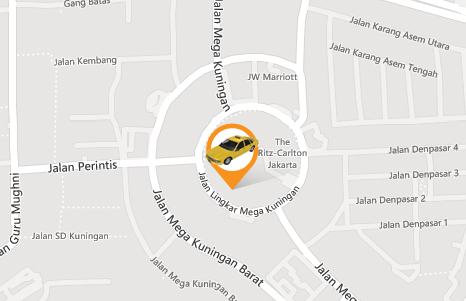 Gang Batas
Jalan Mega Kuningan
Jalan Karang Asem Utara
Jalan Kembang
Jalan Karang Asem Tengah
JW Marriott
The
Ritz-Carlton
Jakarta
Jalan Denpasar 4
Jalan Perintis
Jalan Denpasar 3
Jalan Lingkar Mega Kuningan
Jalan Denpasar 2
Jalan Denpasar 1
an Guru Mughni
Jalan SD Kuningan
Jalan Mega Kuningan Barat
Jalan Mega Kuningan Barat
Jalan Me